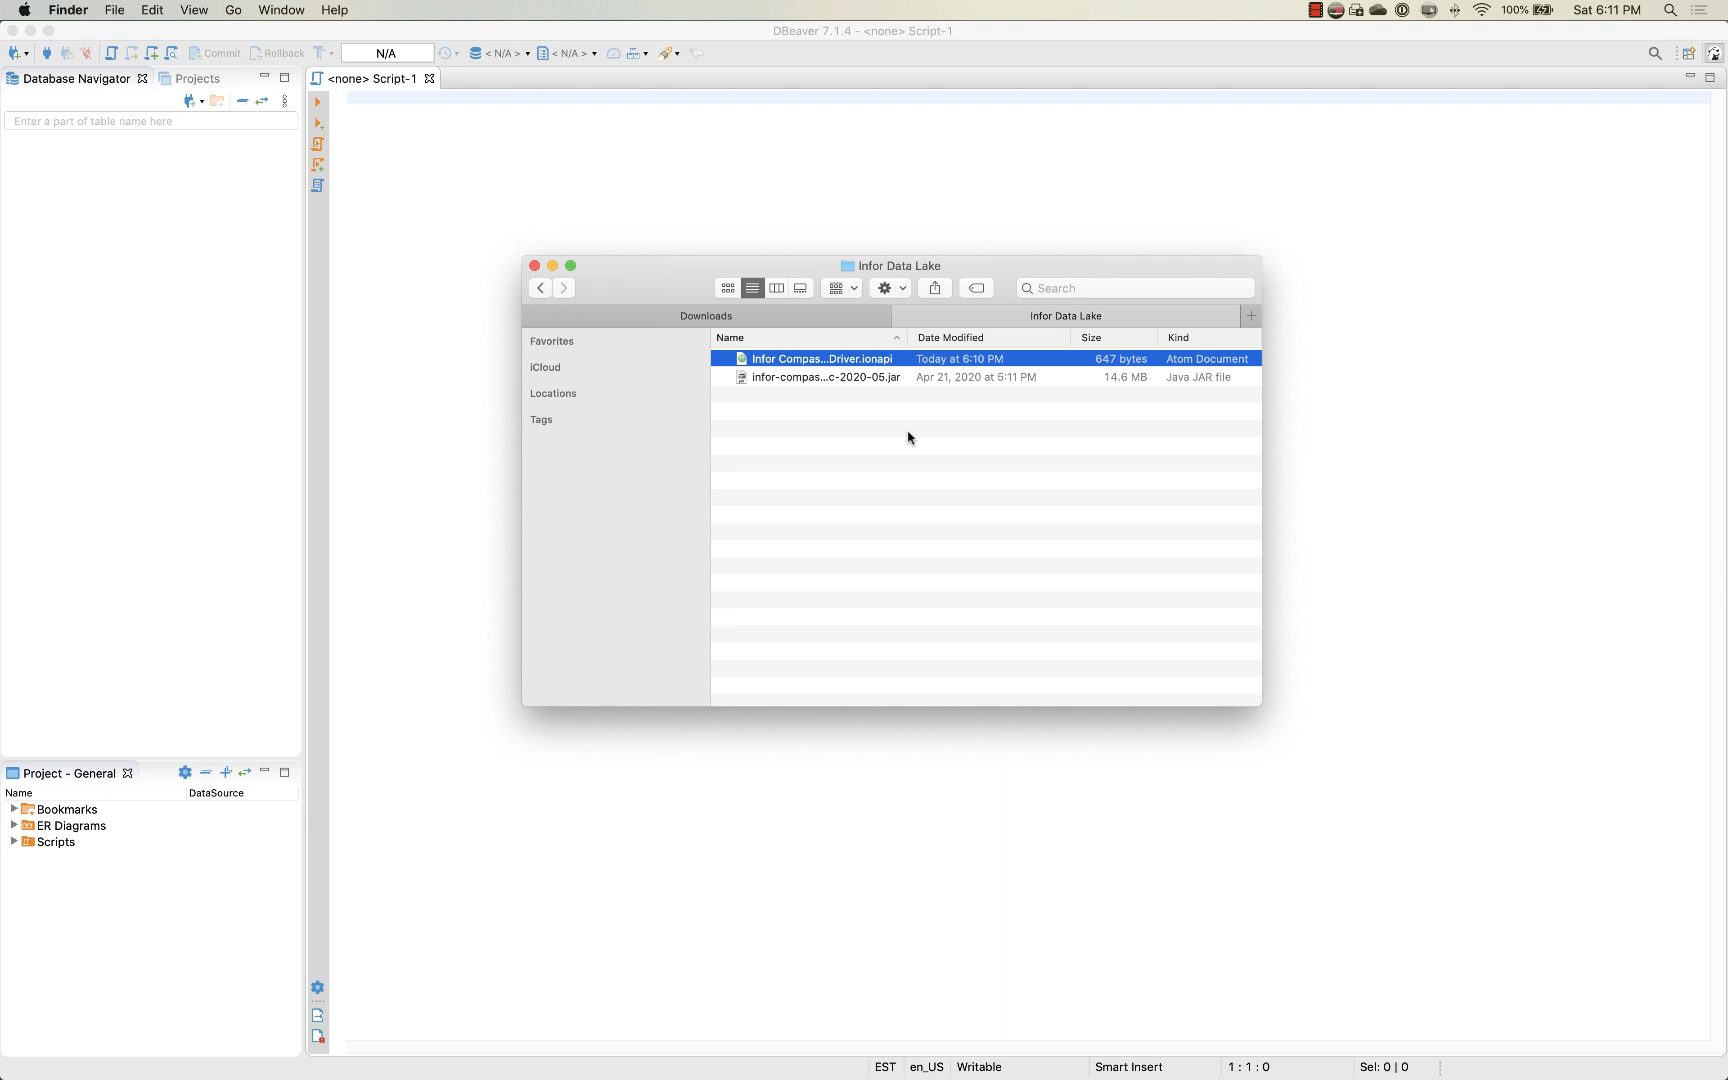 Finder File Edit View Go Window Help 100% Sat 6:11 PM
DBeaver 7.1.4 - <none> Script-1
Commit Rollback N/A < N/A > < N/A >
Database Navigator Projects <none> Script-1
Enter a part of table name here
Infor Data Lake
Search
Downloads Infor Data Lake
Favorites
iCloud
Locations
Tags
Name Date Modified Size Kind
Infor Compas...Driver.ionapi Today at 6:10 PM 647 bytes Atom Document
infor-compas...c-2020-05.jar Apr 21, 2020 at 5:11 PM 14.6 MB Java JAR file
Project - General
Name DataSource
Bookmarks
ER Diagrams
Scripts
EST en_US Writable Smart Insert 1 : 1 : 0 Sel: 0 | 0